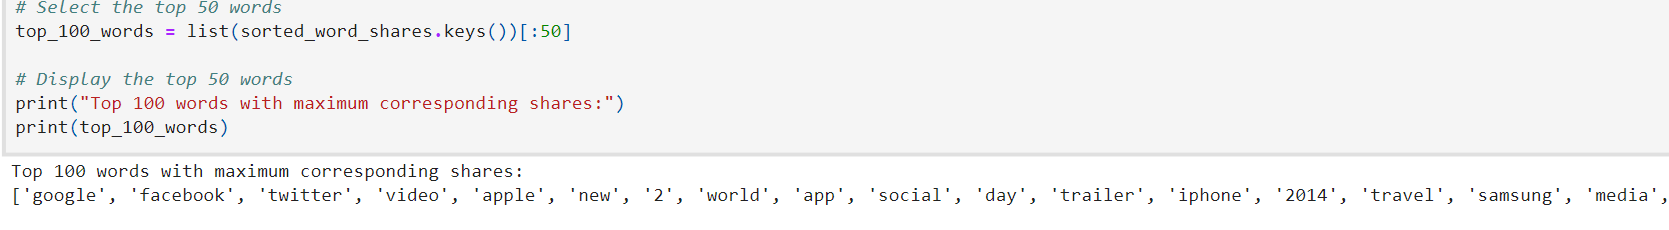 # Select the top 50 words
top_100_words = list(sorted_word_shares.keys())[:50]
# Display the top 50 words
print("Top 100 words with maximum corresponding shares:")
print(top_100_words)
Top 100 words with maximum corresponding shares:
['google', 'facebook', 'twitter', 'video', 'apple', 'new', '2', 'world', 'app', 'social', 'day', 'trailer', 'iphone', '2014', 'travel', 'samsung', 'media',